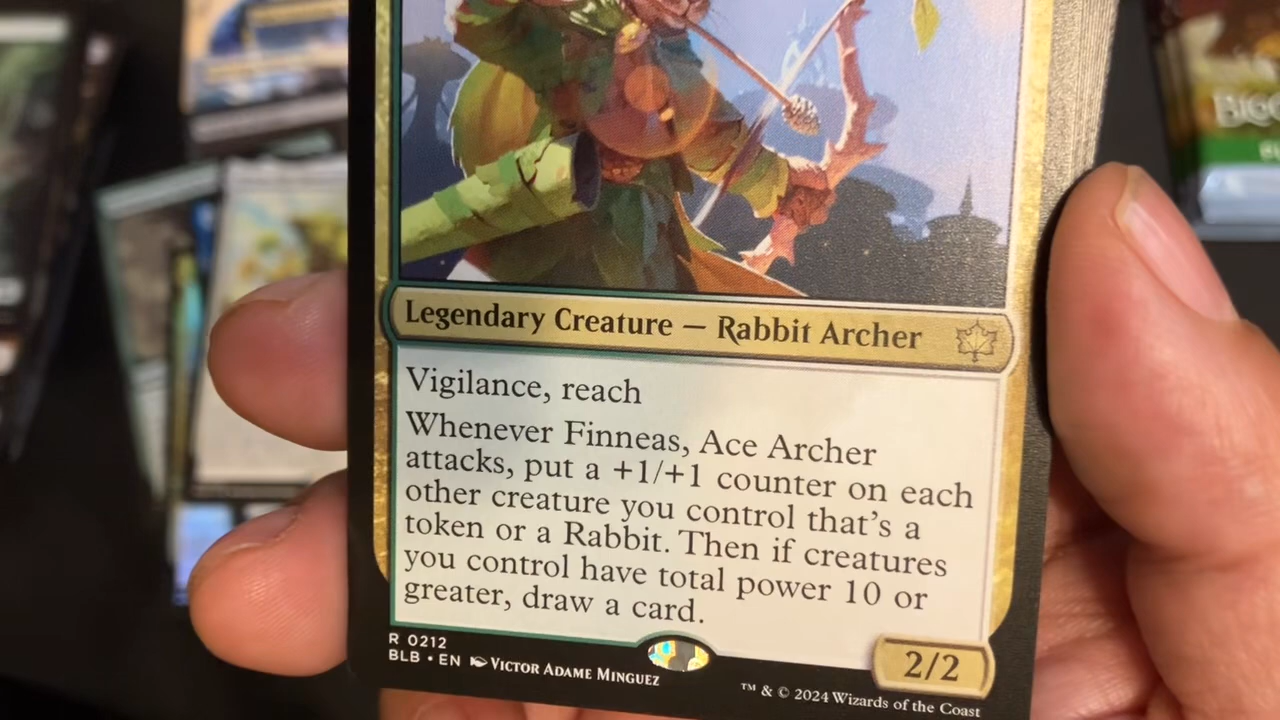 Legendary Creature — Rabbit Archer
Vigilance, reach
Whenever Finneas, Ace Archer
attacks, put a +1/+1 counter on each
other creature you control that's a
token or a Rabbit. Then if creatures
you control have total power 10 or
greater, draw a card.
R 0212
BLB • EN VICTOR ADAME MINGUEZ
2/2
™ & © 2024 Wizards of the Coast